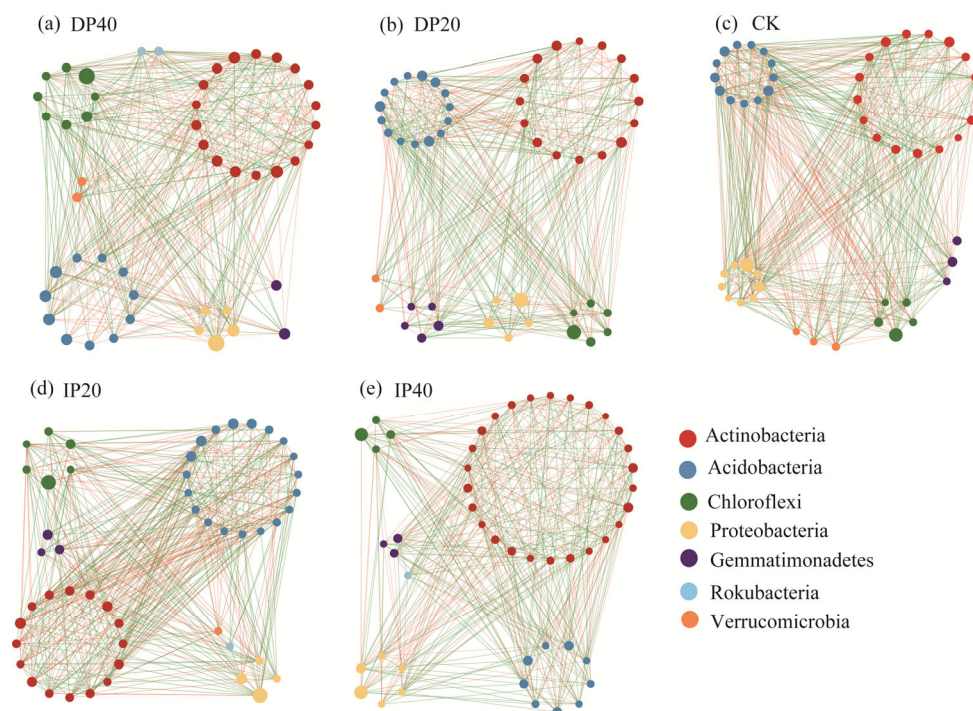 (a) DP40
(b) DP20
(c) CK
(d) IP20
(e) IP40
Actinobacteria
Acidobacteria
Chloroflexi
Proteobacteria
Gemmatimonadetes
Rokubacteria
Verrucomicrobia